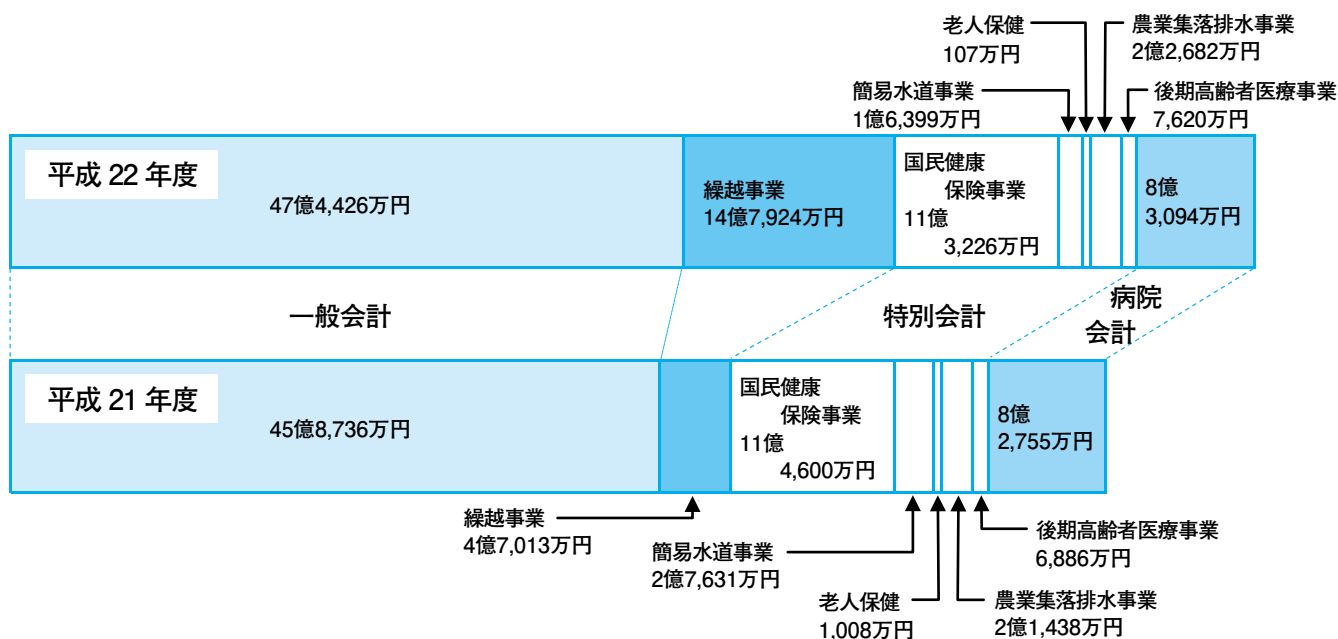 老人保健
107万円
農業集落排水事業
2億2,682万円
簡易水道事業
1億6,399万円
後期高齢者医療事業
7,620万円
平成 22 年度
47億4,426万円
繰越事業
14億7,924万円
国民健康
保険事業
11億
3,226万円
8億
3,094万円
一般会計
特別会計
病院
会計
平成 21 年度
45億8,736万円
国民健康
保険事業
11億
4,600万円
8億
2,755万円
繰越事業
4億7,013万円
簡易水道事業
2億7,631万円
後期高齢者医療事業
6,886万円
老人保健
1,008万円
農業集落排水事業
2億1,438万円